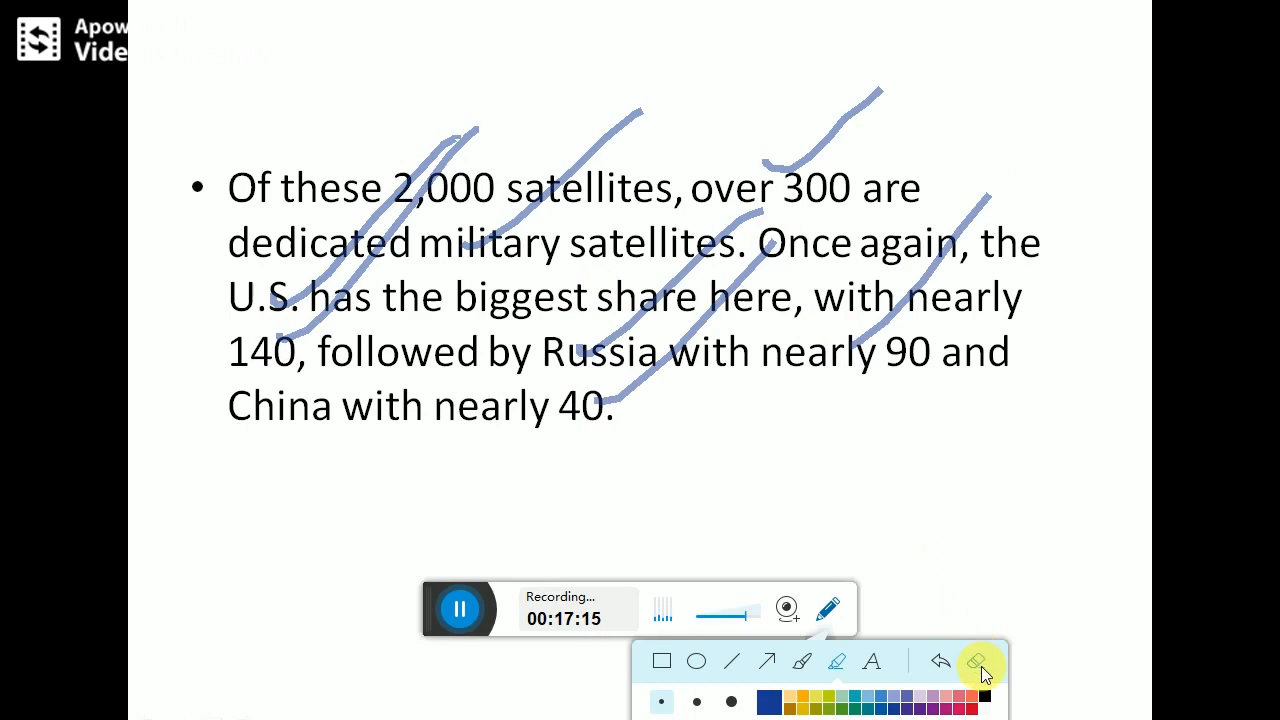 Apow
Vide
• Of these 2,000 satellites, over 300 are
dedicated military satellites. Once again, the
U.S. has the biggest share here, with nearly
140, followed by Russia with nearly 90 and
China with nearly 40.
Recording...
00:17:15
A